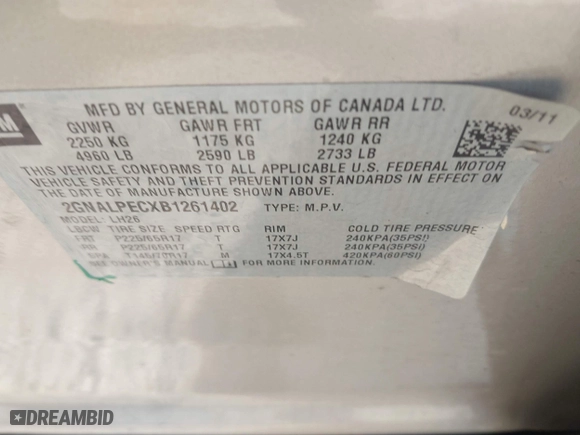 GM
MFD BY GENERAL MOTORS OF CANADA LTD.
03/11
GVWR GAWR FRT GAWR RR
2250 KG 1175 KG 1240 KG
4960 LB 2590 LB 2733 LB
THIS VEHICLE CONFORMS TO ALL APPLICABLE U.S. FEDERAL MOTOR
VEHICLE SAFETY AND THEFT PREVENTION STANDARDS IN EFFECT ON
THE DATE OF MANUFACTURE SHOWN ABOVE.
2GNALPECXB1261402 TYPE: M.P.V.
MODEL: LH26
LBCW TIRE SIZE SPEED RTG RIM COLD TIRE PRESSURE
FRT P225/65R17 T 17X7J 240KPA(35PSI)
RR P225/65R17 T 17X7J 240KPA(35PSI)
SPA T145/70R17 M 17X4.5T 420KPA(60PSI)
SEE OWNER'S MANUAL FOR MORE INFORMATION.
DREAMBID